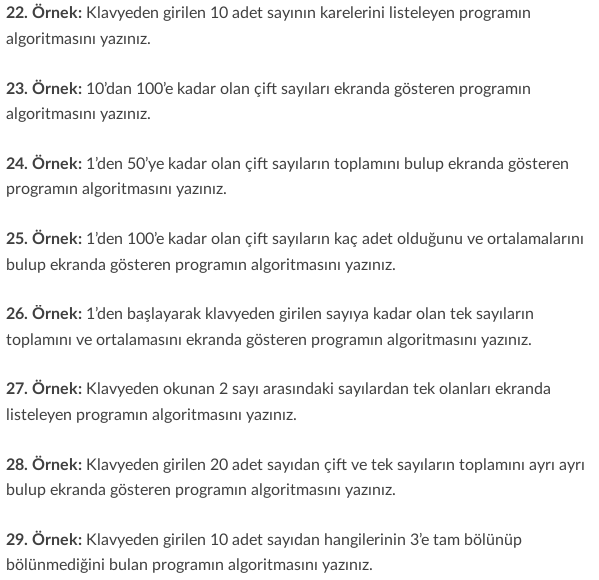 22. Örnek: Klavyeden girilen 10 adet sayının karelerini listeleyen programın
algoritmasını yazınız.
23. Örnek: 10’dan 100’e kadar olan çift sayıları ekranda gösteren programın
algoritmasını yazınız.
24. Örnek: 1’den 50’ye kadar olan çift sayıların toplamını bulup ekranda gösteren
programın algoritmasını yazınız.
25. Örnek: 1’den 100’e kadar olan çift sayıların kaç adet olduğunu ve ortalamalarını
bulup ekranda gösteren programın algoritmasını yazınız.
26. Örnek: 1’den başlayarak klavyeden girilen sayıya kadar olan tek sayıların
toplamını ve ortalamasını ekranda gösteren programın algoritmasını yazınız.
27. Örnek: Klavyeden okunan 2 sayı arasındaki sayılardan tek olanları ekranda
listeleyen programın algoritmasını yazınız.
28. Örnek: Klavyeden girilen 20 adet sayıdan çift ve tek sayıların toplamını ayrı ayrı
bulup ekranda gösteren programın algoritmasını yazınız.
29. Örnek: Klavyeden girilen 10 adet sayıdan hangilerinin 3’e tam bölünüp
bölünmediğini bulan programın algoritmasını yazınız.